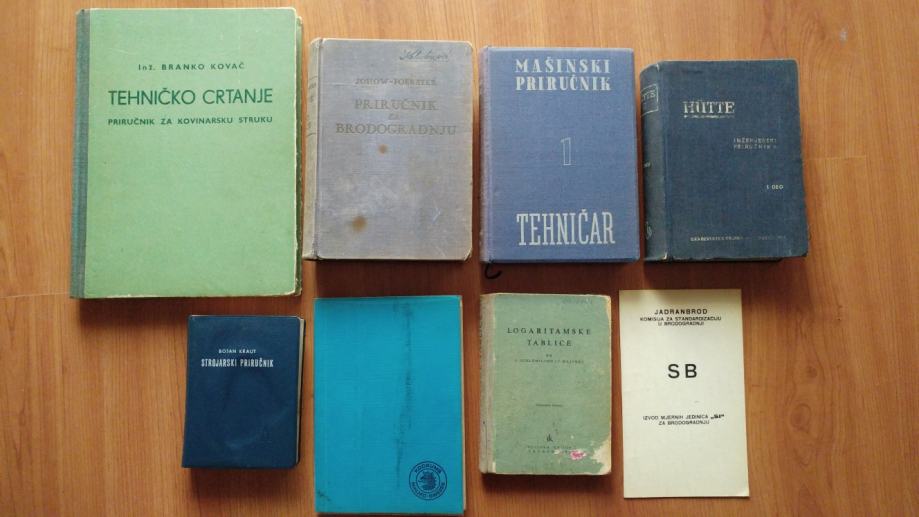 Inž. BRANKO KOVAČ
TEHNIČKO CRTANJE
PRIRUČNIK ZA KOVINARSKU STRUKU
JOHOW-FOERSTER
PRIRUČNIK
ZA
BRODOGRADNJU
MAŠINSKI
PRIRUČNIK
1
TEHNIČAR
HÜTTE
INŽENJERSKI
PRIRUČNIK
I DEO
BOJAN KRAUT
STROJARSKI PRIRUČNIK
KOCKUMS
LOGARITAMSKE
TABLICE
JADRANBROD
KOMISIJA ZA STANDARDIZACIJU
U BRODOGRADNJI
SB
IZVOD MJERNIH JEDINICA „SI"
ZA BRODOGRADNJU